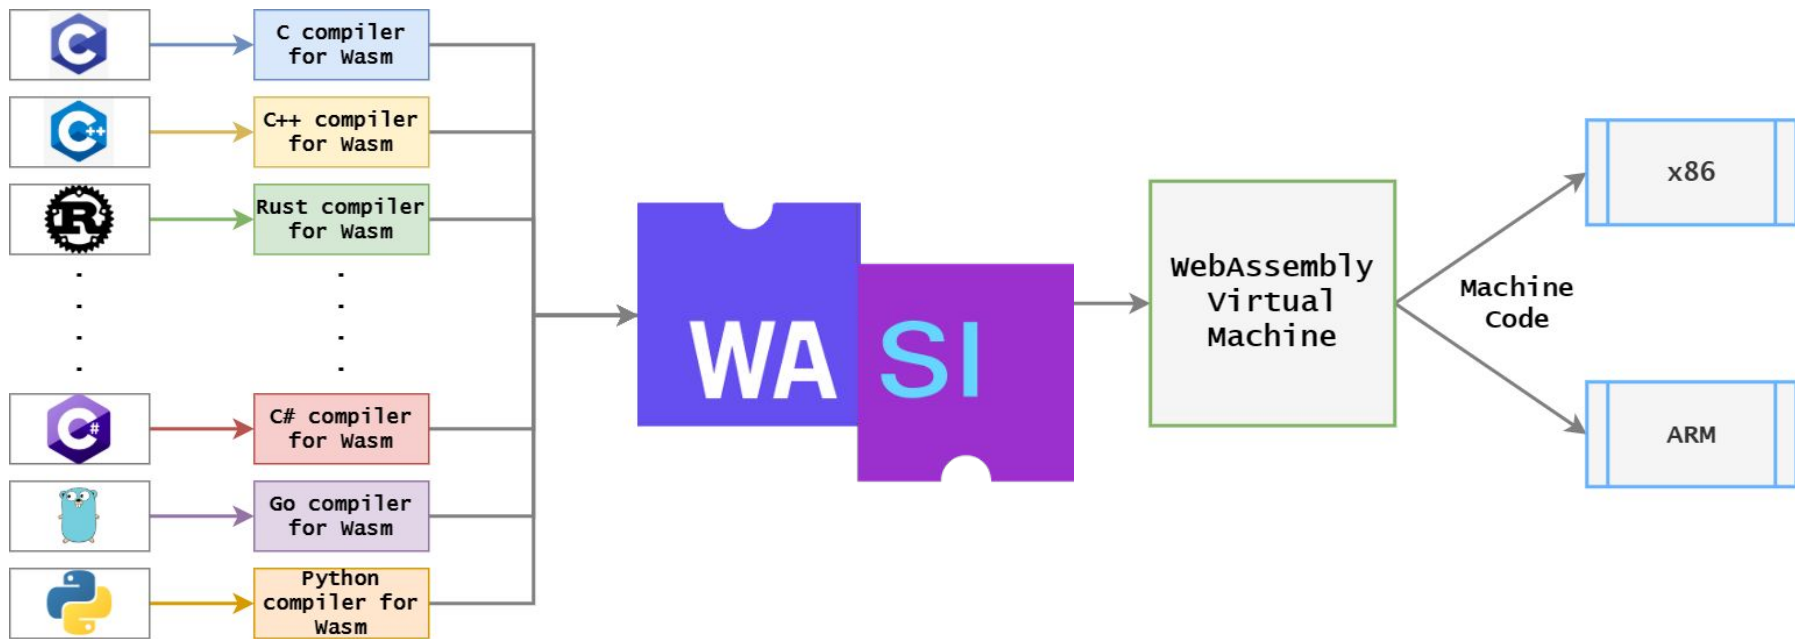 C
C compiler
for Wasm
C++
C++ compiler
for Wasm
R
Rust compiler
for Wasm
C#
C# compiler
for Wasm
Go compiler
for Wasm
Python
compiler for
Wasm
WA SI
WebAssembly
Virtual
Machine
Machine
Code
x86
ARM